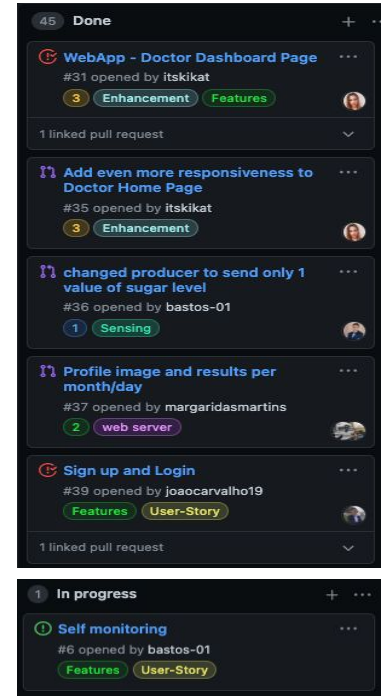 45 Done
WebApp - Doctor Dashboard Page
#31 opened by itskikat
3 Enhancement Features
1 linked pull request
Add even more responsiveness to
Doctor Home Page
#35 opened by itskikat
3 Enhancement
changed producer to send only 1
value of sugar level
#36 opened by bastos-01
1 Sensing
Profile image and results per
month/day
#37 opened by margaridasmartins
2 web server
Sign up and Login
#39 opened by joaocarvalho19
Features User-Story
1 linked pull request
1 In progress
Self monitoring
#6 opened by bastos-01
Features User-Story